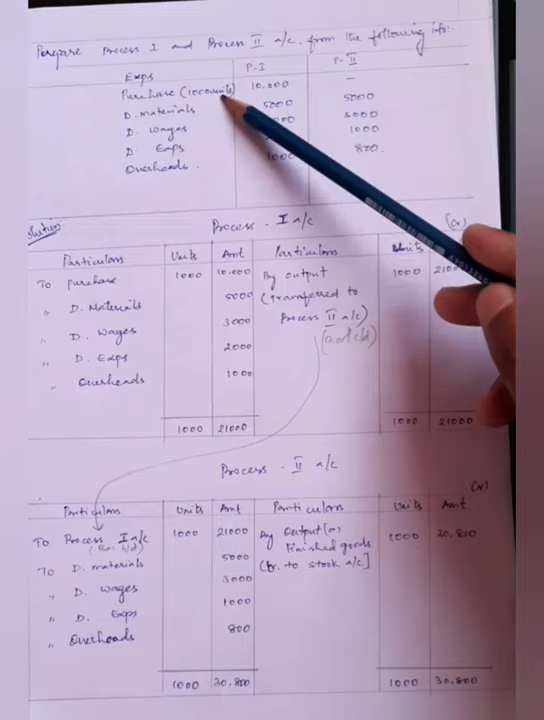 Prepare Process I and Process II a/c, from the following info:-
Exps P-I P-II
Purchase (1000units) 10.000 –
D. Materials 5000 5000
D. Wages 3000
D Exps 1000
Overheads. 1000 800.
Solution
Process - I a/c
Particulars Units Amt Particulars Units
To purchase 1000 10.000 By output 1000
" D. Materials 5000 (transferred to
" D. Wages 3000 Process II a/c)
" D. Exps 2000
" Overheads 1000
1000 21000 1000 21000
Process - II a/c
Particulars Units Amt Particulars Units Amt
To Process I a/c 1000 21000 By Output (or) 1000 30.800
To D. materials 5000 Finished goods
" D. Wages 3000 (tr. to stock a/c]
" D. Exps 1000
" Overheads 800
1000 30.800 1000 30.800